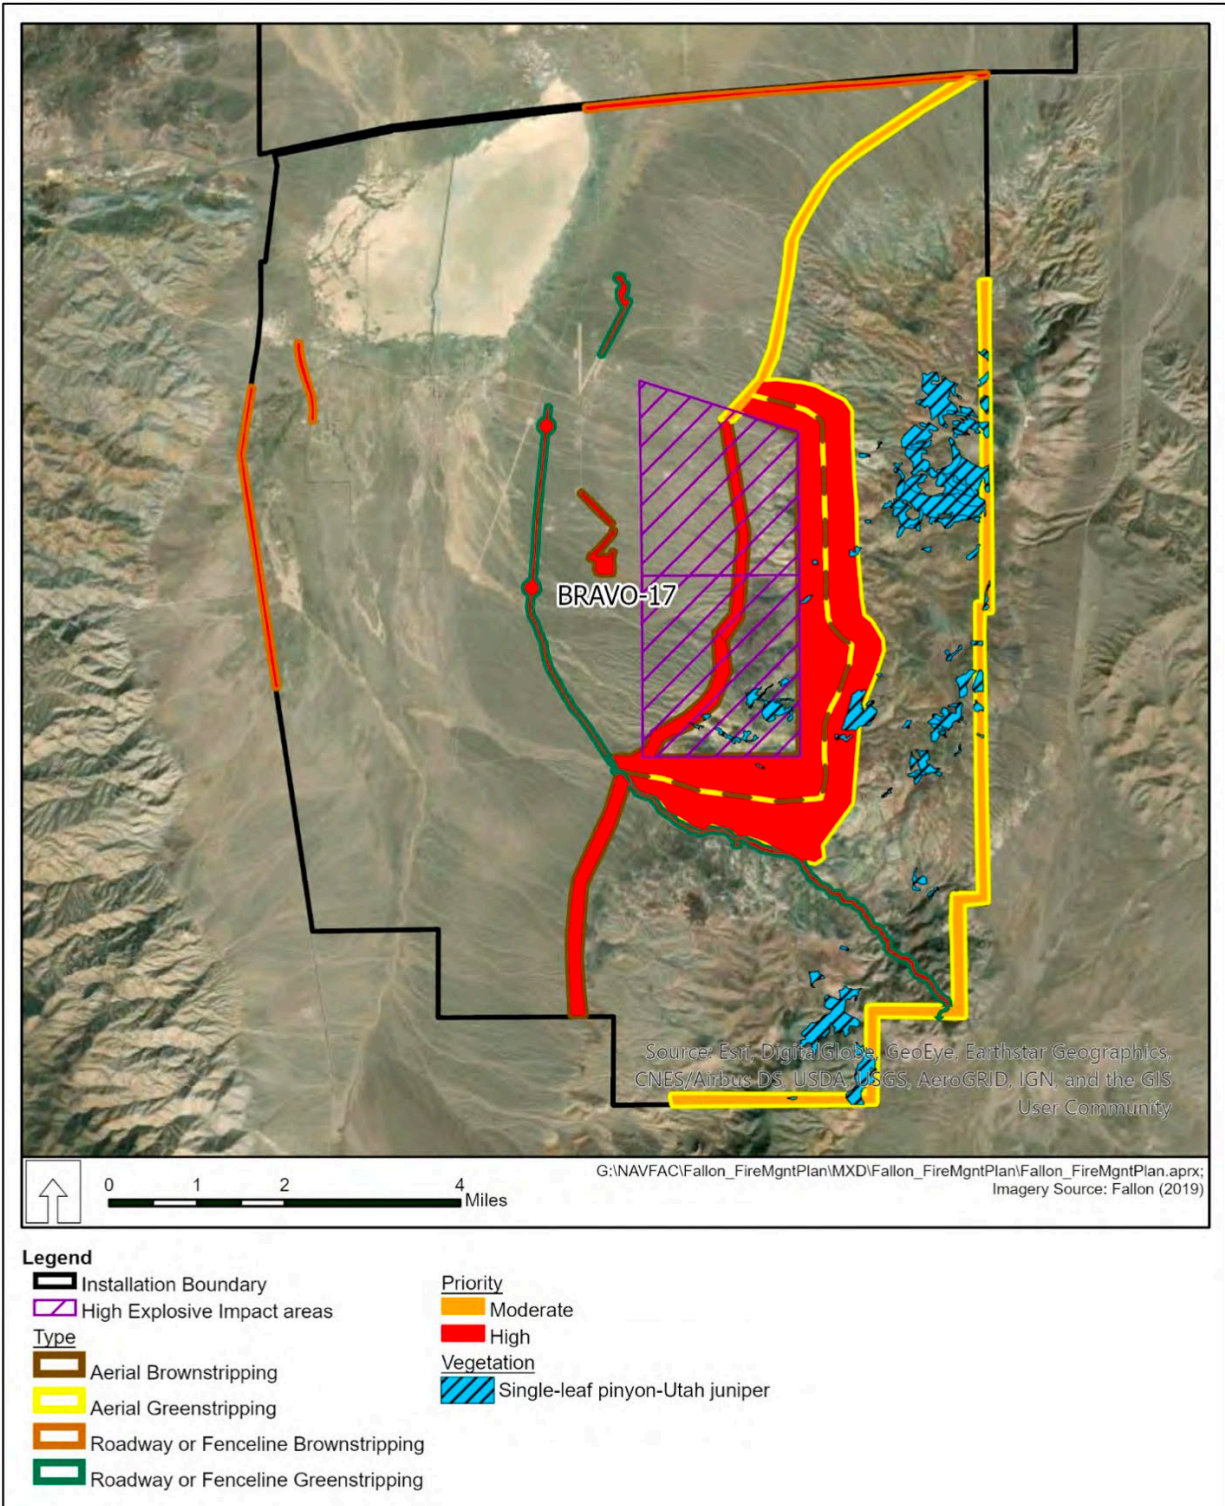 BRAVO-17
Source: Esri, DigitalGlobe, GeoEye, Earthstar Geographics,
CNES/Airbus DS, USDA, USGS, AeroGRID, IGN, and the GIS
User Community
0 1 2 4
Miles
G:\NAVFAC\Fallon_FireMgntPlan\MXD\Fallon_FireMgntPlan\Fallon_FireMgntPlan.aprx;
Imagery Source: Fallon (2019)
Legend
Installation Boundary
High Explosive Impact areas
Type
Aerial Brownstripping
Aerial Greenstripping
Roadway or Fenceline Brownstripping
Roadway or Fenceline Greenstripping
Priority
Moderate
High
Vegetation
Single-leaf pinyon-Utah juniper